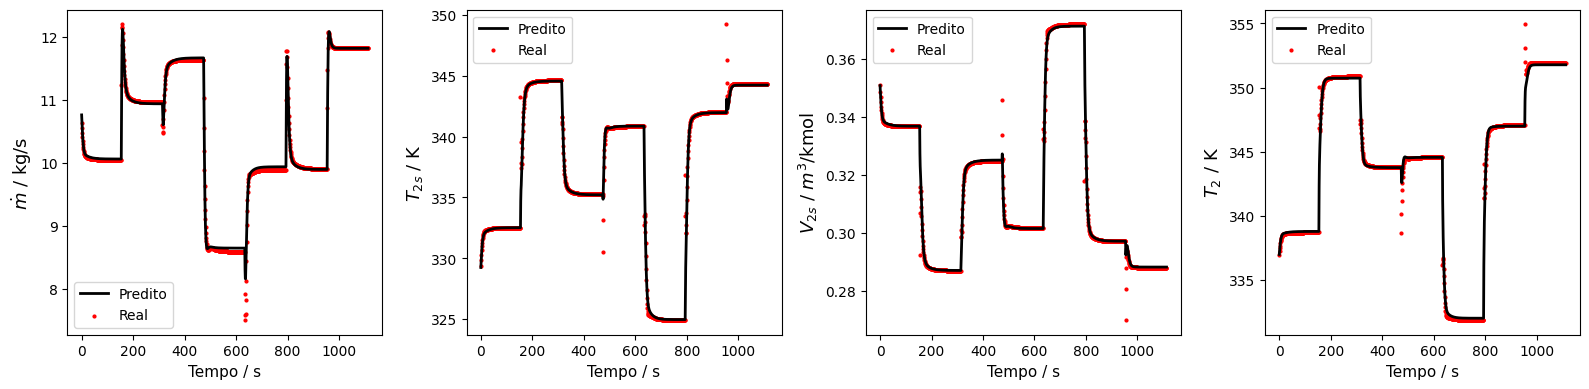 ṁ / kg/s
12
11
10
9
8
Predito
Real
0 200 400 600 800 1000
Tempo / s
T2s / K
350
345
340
335
330
325
Predito
Real
0 200 400 600 800 1000
Tempo / s
V2s / m³/kmol
0.36
0.34
0.32
0.30
0.28
Predito
Real
0 200 400 600 800 1000
Tempo / s
T2 / K
355
350
345
340
335
Predito
Real
0 200 400 600 800 1000
Tempo / s